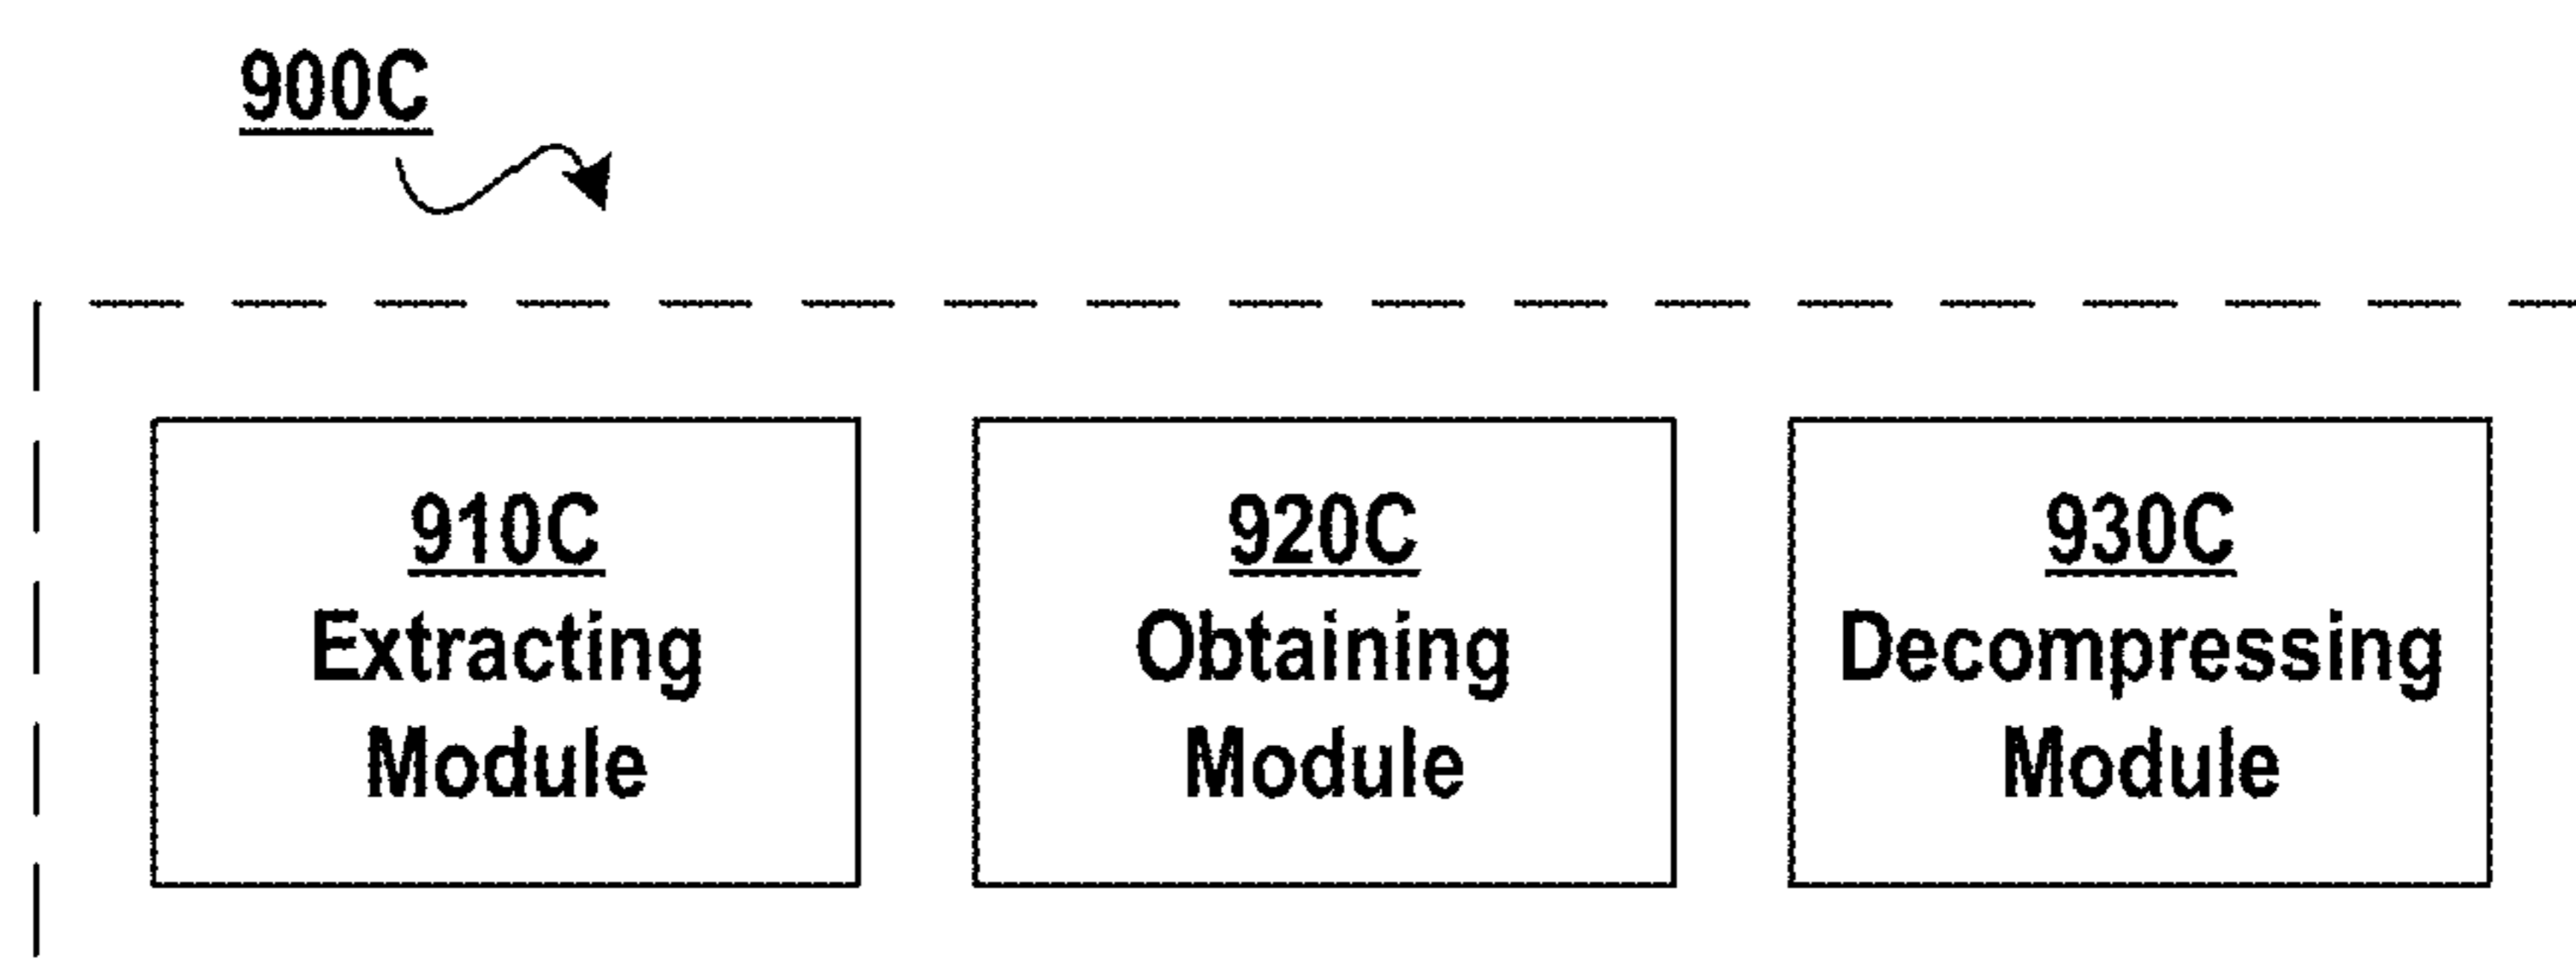 900C
910C
Extracting
Module
920C
Obtaining
Module
930C
Decompressing
Module